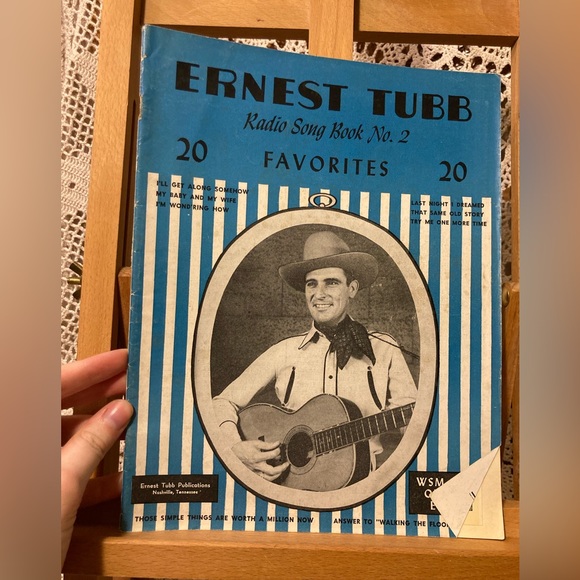 ERNEST TUBB
Radio Song Book No. 2
20 FAVORITES 20
I'LL GET ALONG SOMEHOW
MY BABY AND MY WIFE
I'M WOND'RING HOW
LAST NIGHT I DREAMED
THAT SAME OLD STORY
TRY ME ONE MORE TIME
Ernest Tubb Publications
Nashville, Tennessee
WSM
THOSE SIMPLE THINGS ARE WORTH A MILLION NOW
ANSWER TO "WALKING THE FLOOR